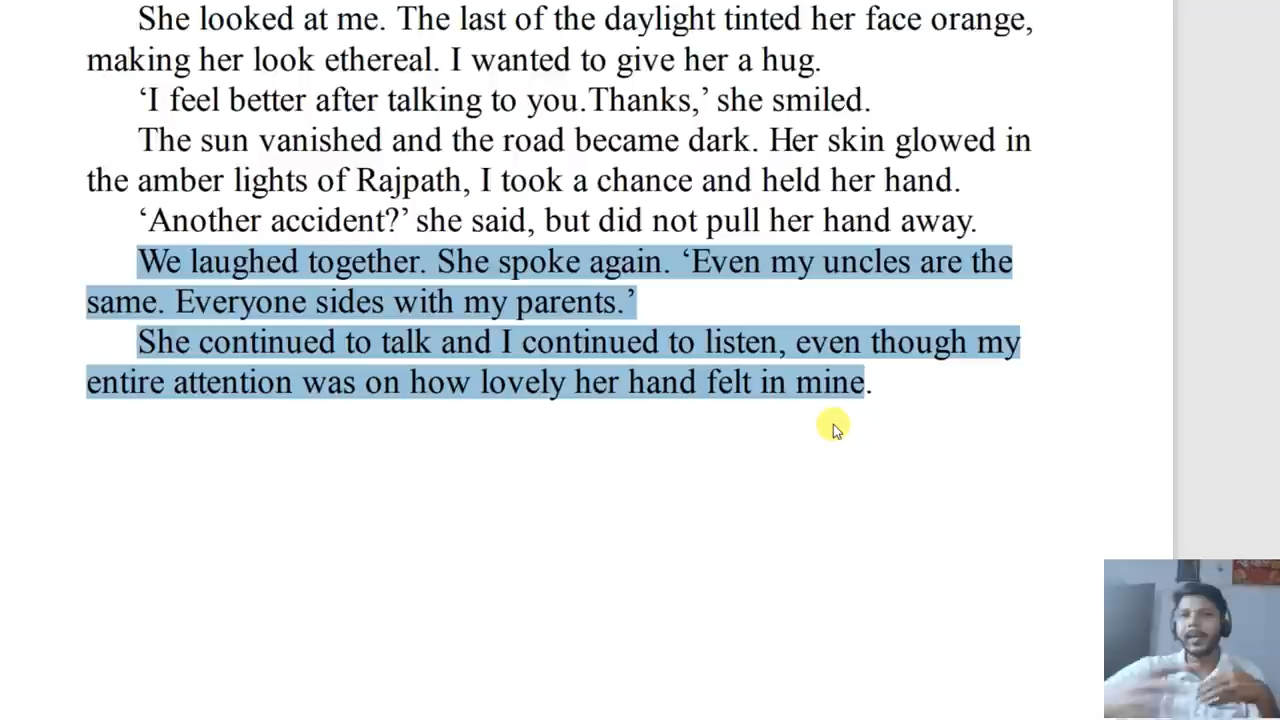 She looked at me. The last of the daylight tinted her face orange,
making her look ethereal. I wanted to give her a hug.
‘I feel better after talking to you.Thanks,’ she smiled.
The sun vanished and the road became dark. Her skin glowed in
the amber lights of Rajpath, I took a chance and held her hand.
‘Another accident?’ she said, but did not pull her hand away.
We laughed together. She spoke again. ‘Even my uncles are the
same. Everyone sides with my parents.’
She continued to talk and I continued to listen, even though my
entire attention was on how lovely her hand felt in mine.